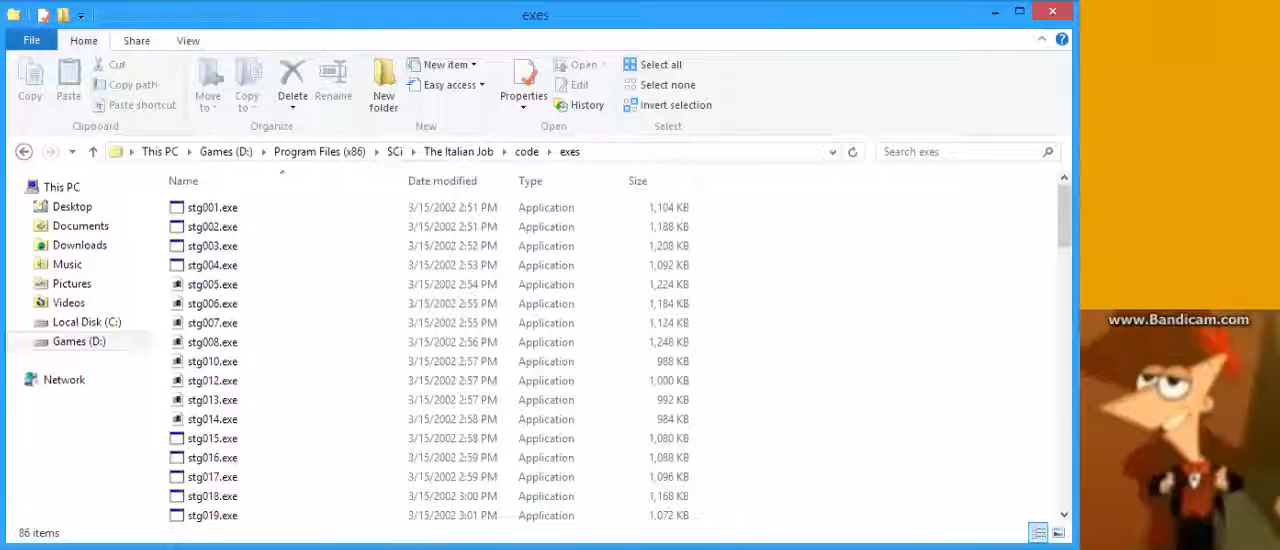 exes
File Home Share View
Copy Paste Cut Copy path Paste shortcut Move to Copy to Delete Rename New folder New item Easy access Properties Open Edit History Select all Select none Invert selection
Clipboard Organize New Open Select
This PC Games (D:) Program Files (x86) SCi The Italian Job code exes Search exes
Name Date modified Type Size
This PC
Desktop
Documents
Downloads
Music
Pictures
Videos
Local Disk (C:)
Games (D:)
Network
stg001.exe 3/15/2002 2:51 PM Application 1,104 KB
stg002.exe 3/15/2002 2:51 PM Application 1,188 KB
stg003.exe 3/15/2002 2:52 PM Application 1,208 KB
stg004.exe 3/15/2002 2:53 PM Application 1,092 KB
stg005.exe 3/15/2002 2:54 PM Application 1,224 KB
stg006.exe 3/15/2002 2:55 PM Application 1,184 KB
stg007.exe 3/15/2002 2:55 PM Application 1,124 KB
stg008.exe 3/15/2002 2:56 PM Application 1,248 KB
stg010.exe 3/15/2002 2:57 PM Application 988 KB
stg012.exe 3/15/2002 2:57 PM Application 1,000 KB
stg013.exe 3/15/2002 2:57 PM Application 992 KB
stg014.exe 3/15/2002 2:58 PM Application 984 KB
stg015.exe 3/15/2002 2:58 PM Application 1,080 KB
stg016.exe 3/15/2002 2:59 PM Application 1,088 KB
stg017.exe 3/15/2002 2:59 PM Application 1,096 KB
stg018.exe 3/15/2002 3:00 PM Application 1,168 KB
stg019.exe 3/15/2002 3:01 PM Application 1,072 KB
86 items
www.Bandicam.com